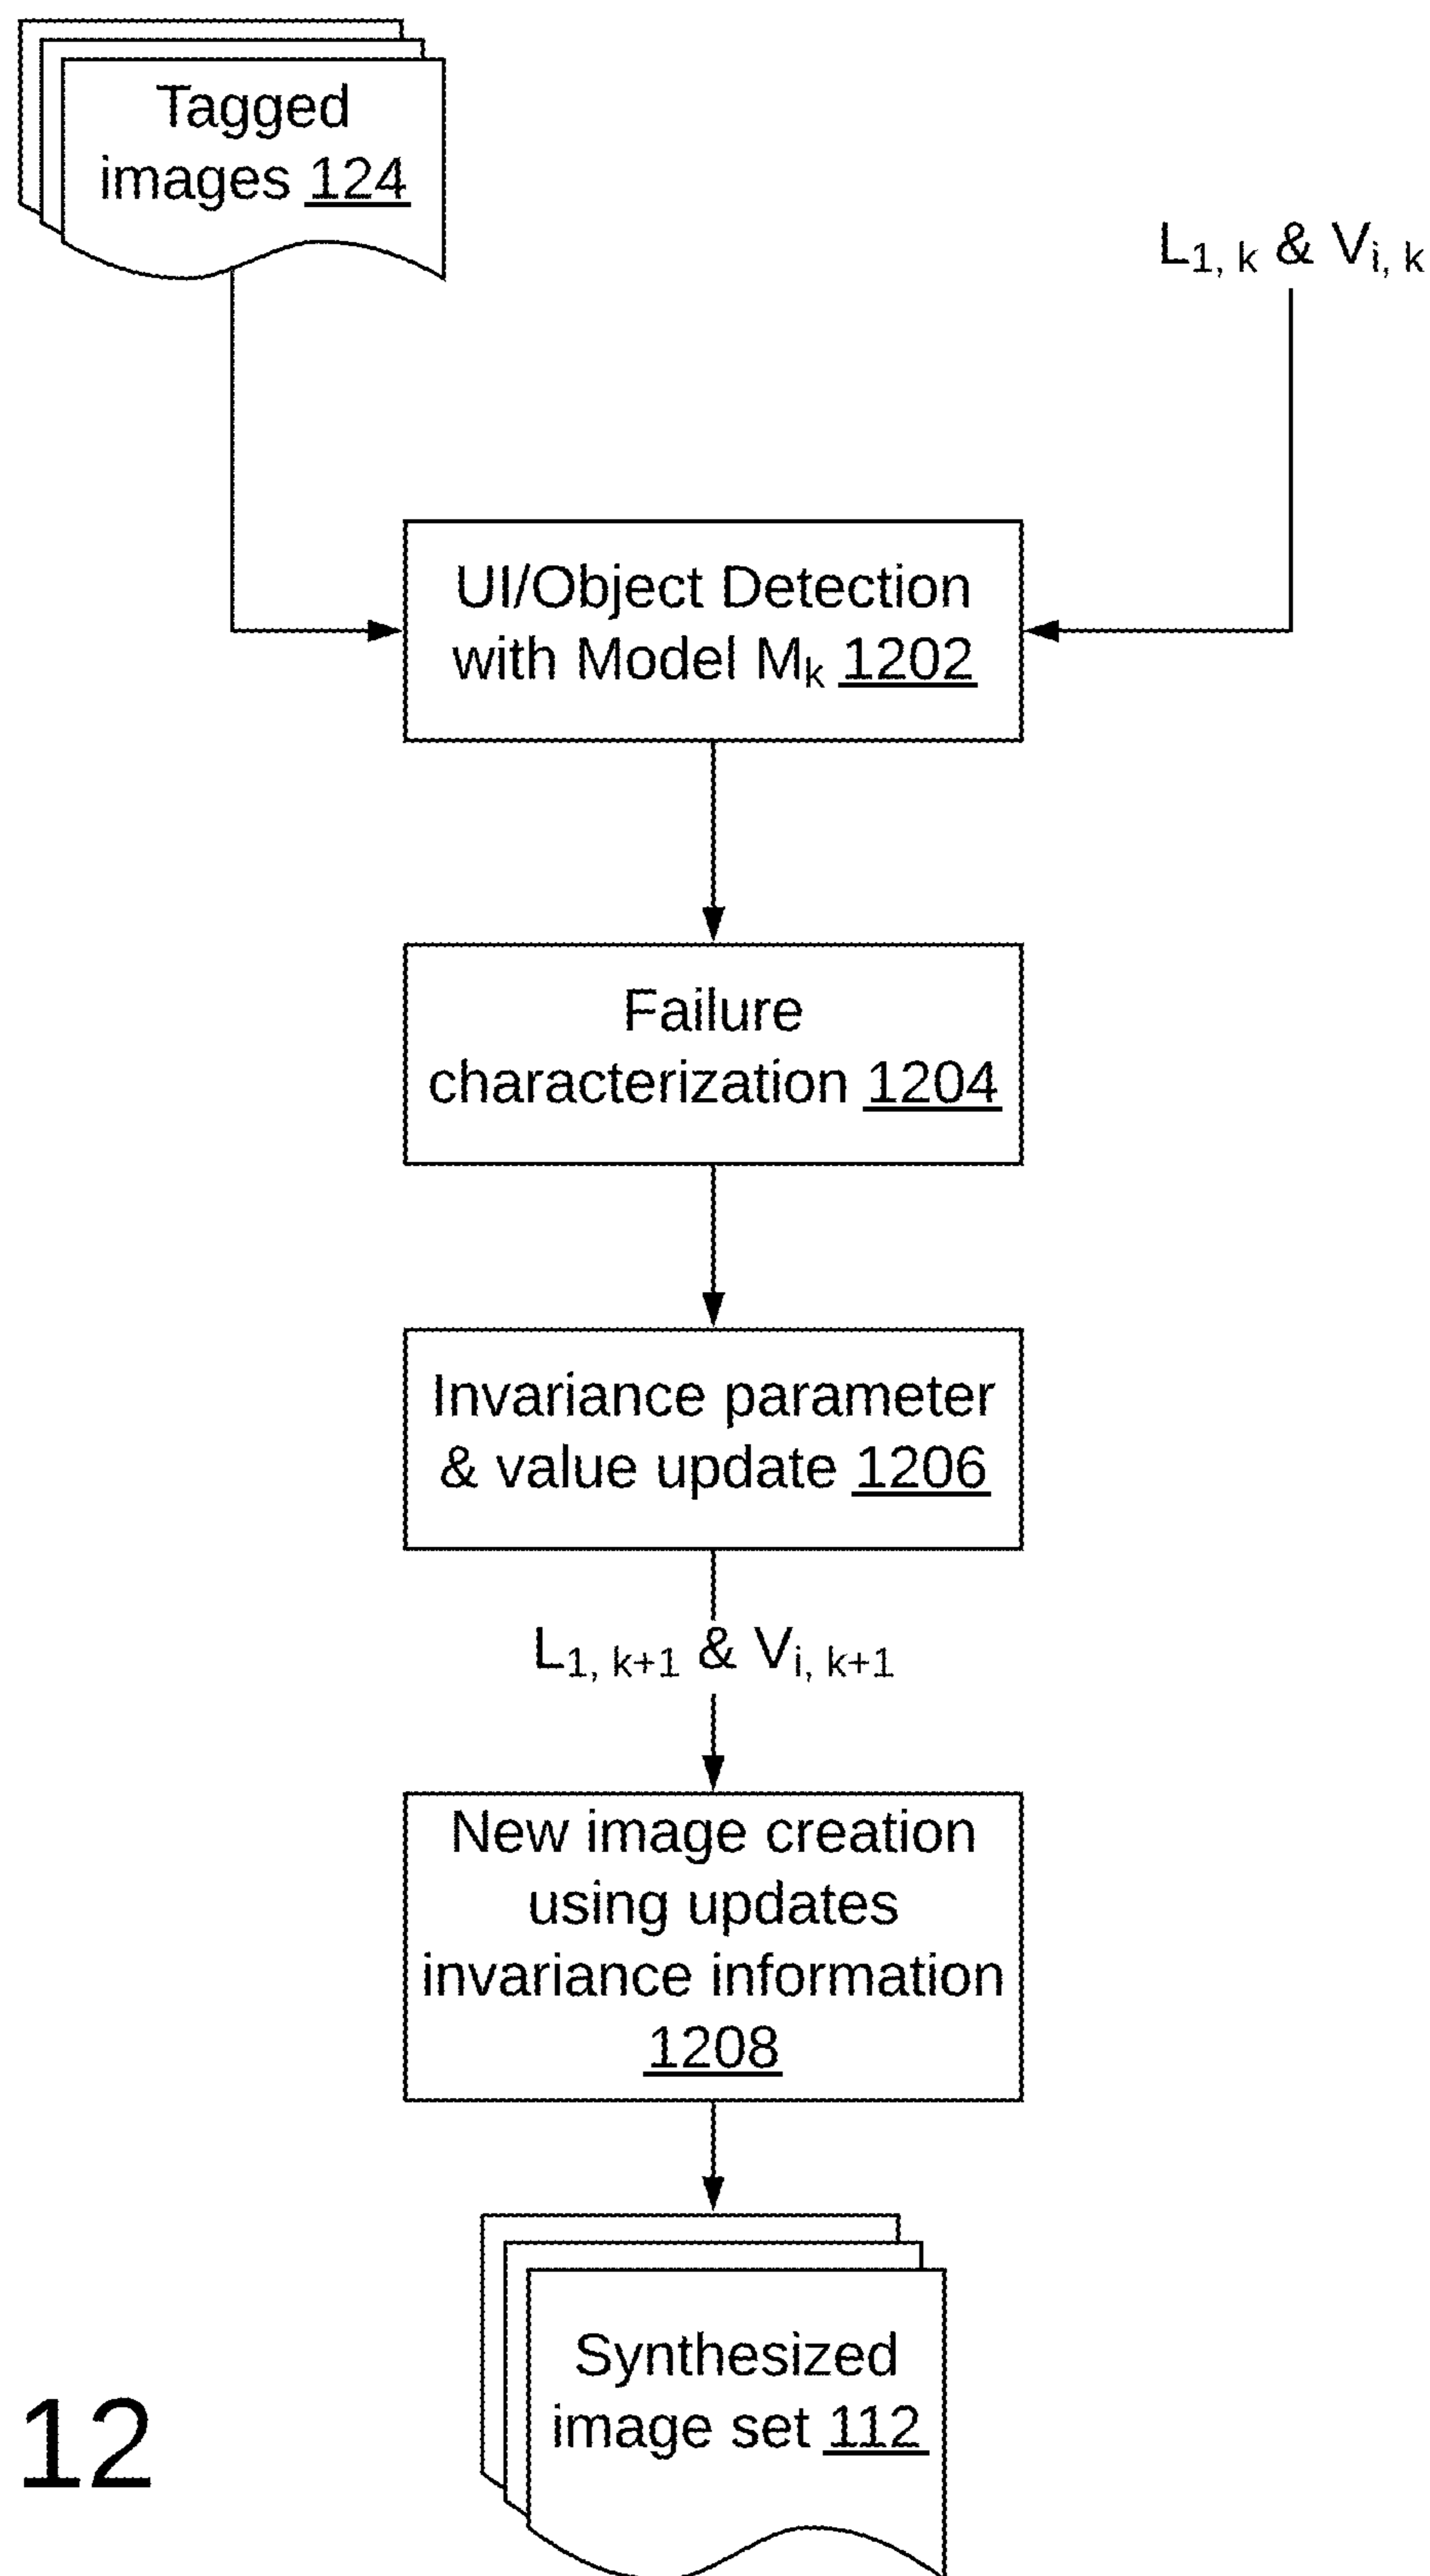 Tagged
images 124
L1, k & Vi, k
UI/Object Detection
with Model Mk 1202
Failure
characterization 1204
Invariance parameter
& value update 1206
L1, k+1 & Vi, k+1
New image creation
using updates
invariance information
1208
Synthesized
image set 112
12